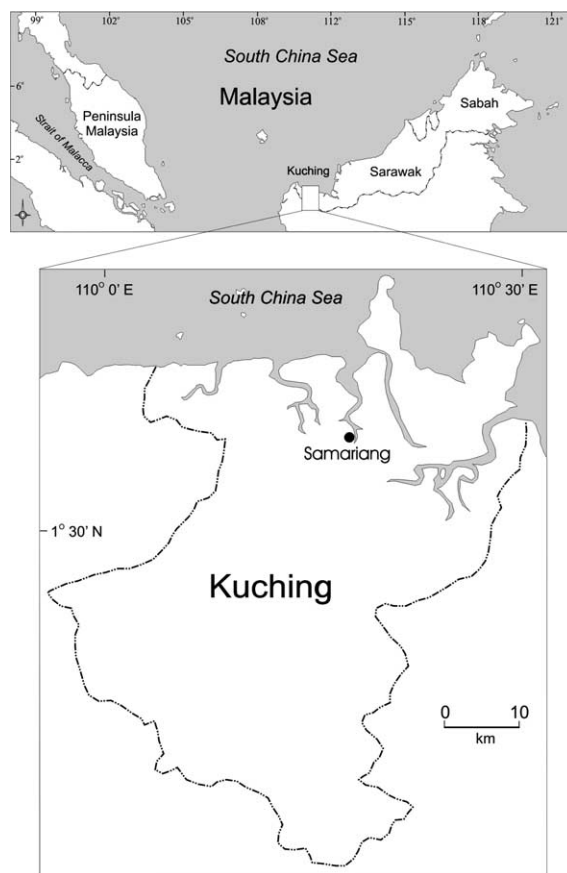 99° 102° 105° 108° 112° 115° 118° 121°
South China Sea
Malaysia
6°
Sabah
Peninsula
Malaysia
Strait of Malacca
2°
Kuching
Sarawak
110° 0’ E
110° 30’ E
South China Sea
Samariang
1° 30’ N
Kuching
0 10
km